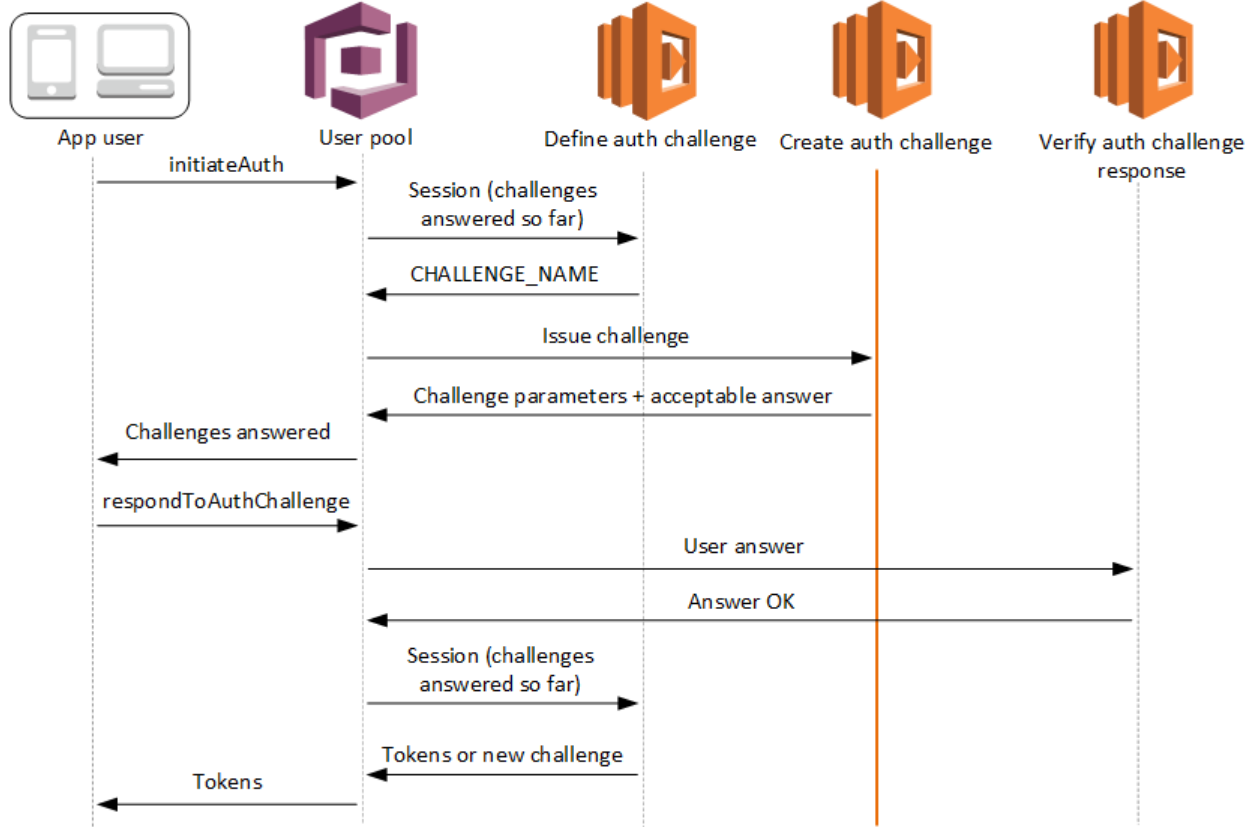 App user
User pool
Define auth challenge
Create auth challenge
Verify auth challenge
response
initiateAuth
Session (challenges
answered so far)
CHALLENGE_NAME
Issue challenge
Challenge parameters + acceptable answer
Challenges answered
respondToAuthChallenge
User answer
Answer OK
Session (challenges
answered so far)
Tokens or new challenge
Tokens